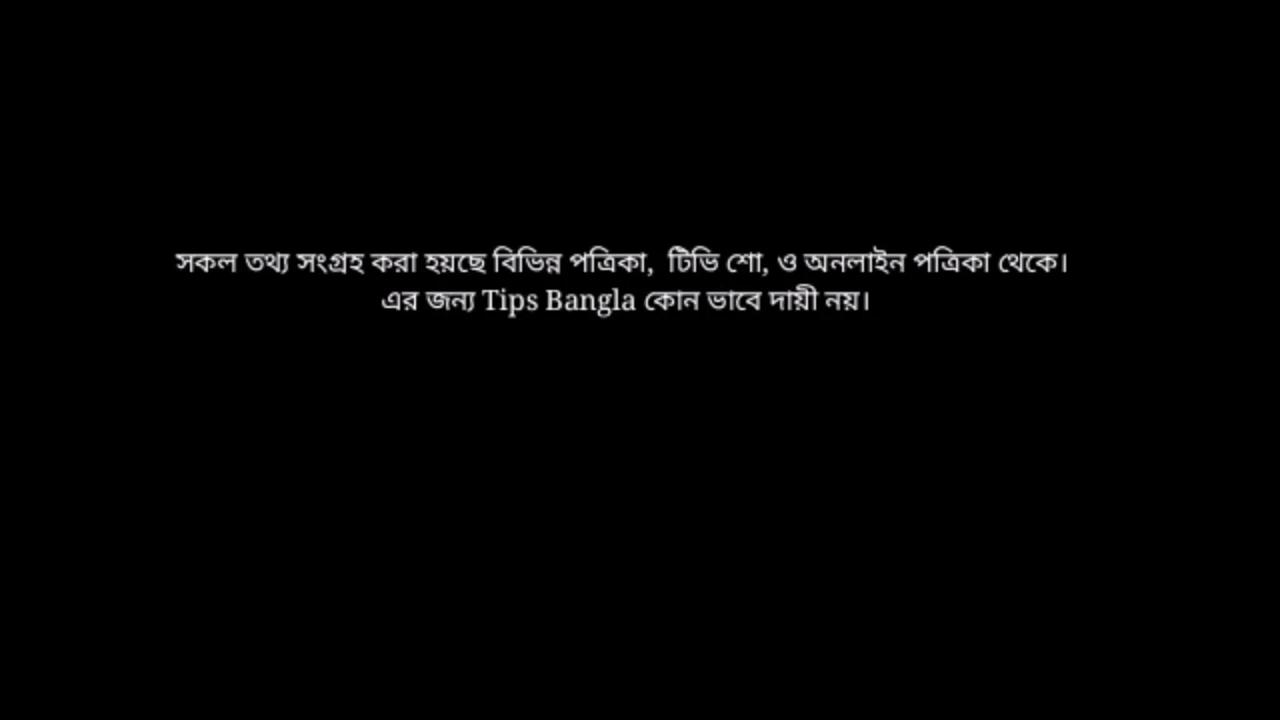 সকল তথ্য সংগ্রহ করা হয়ছে বিভিন্ন পত্রিকা, টিভি শো, ও অনলাইন পত্রিকা থেকে।
এর জন্য Tips Bangla কোন ভাবে দায়ী নয়।